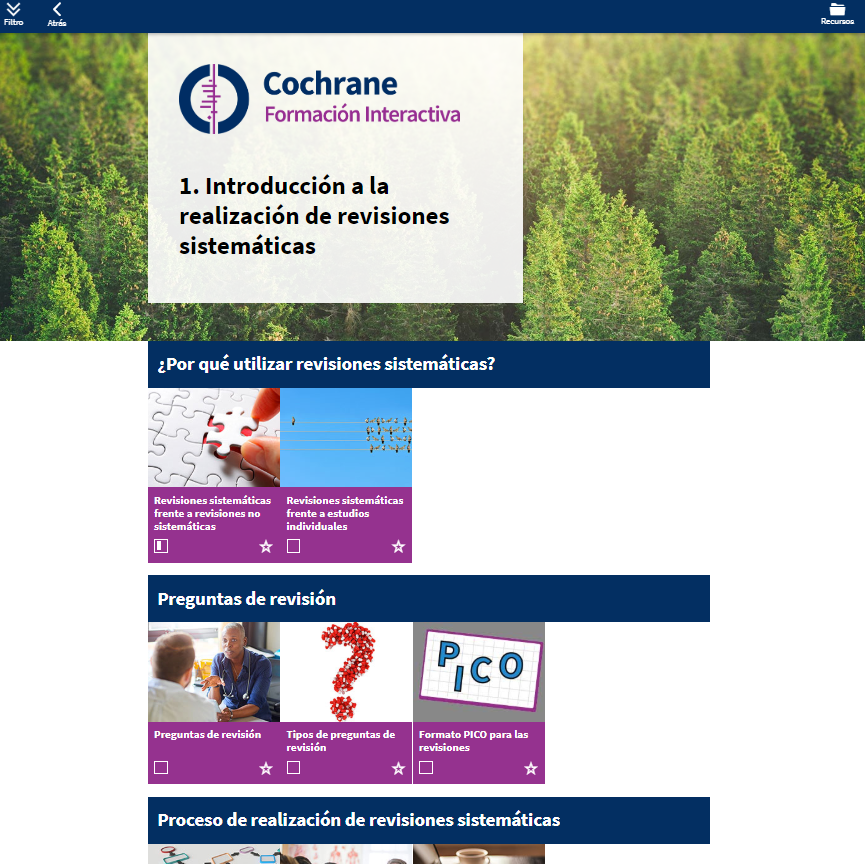 Filtro
Atrás
Recursos
Cochrane
Formación Interactiva
1. Introducción a la
realización de revisiones
sistemáticas
¿Por qué utilizar revisiones sistemáticas?
Revisiones sistemáticas
frente a revisiones no
sistemáticas
Revisiones sistemáticas
frente a estudios
individuales
Preguntas de revisión
PICO
Preguntas de revisión
Tipos de preguntas de
revisión
Formato PICO para las
revisiones
Proceso de realización de revisiones sistemáticas